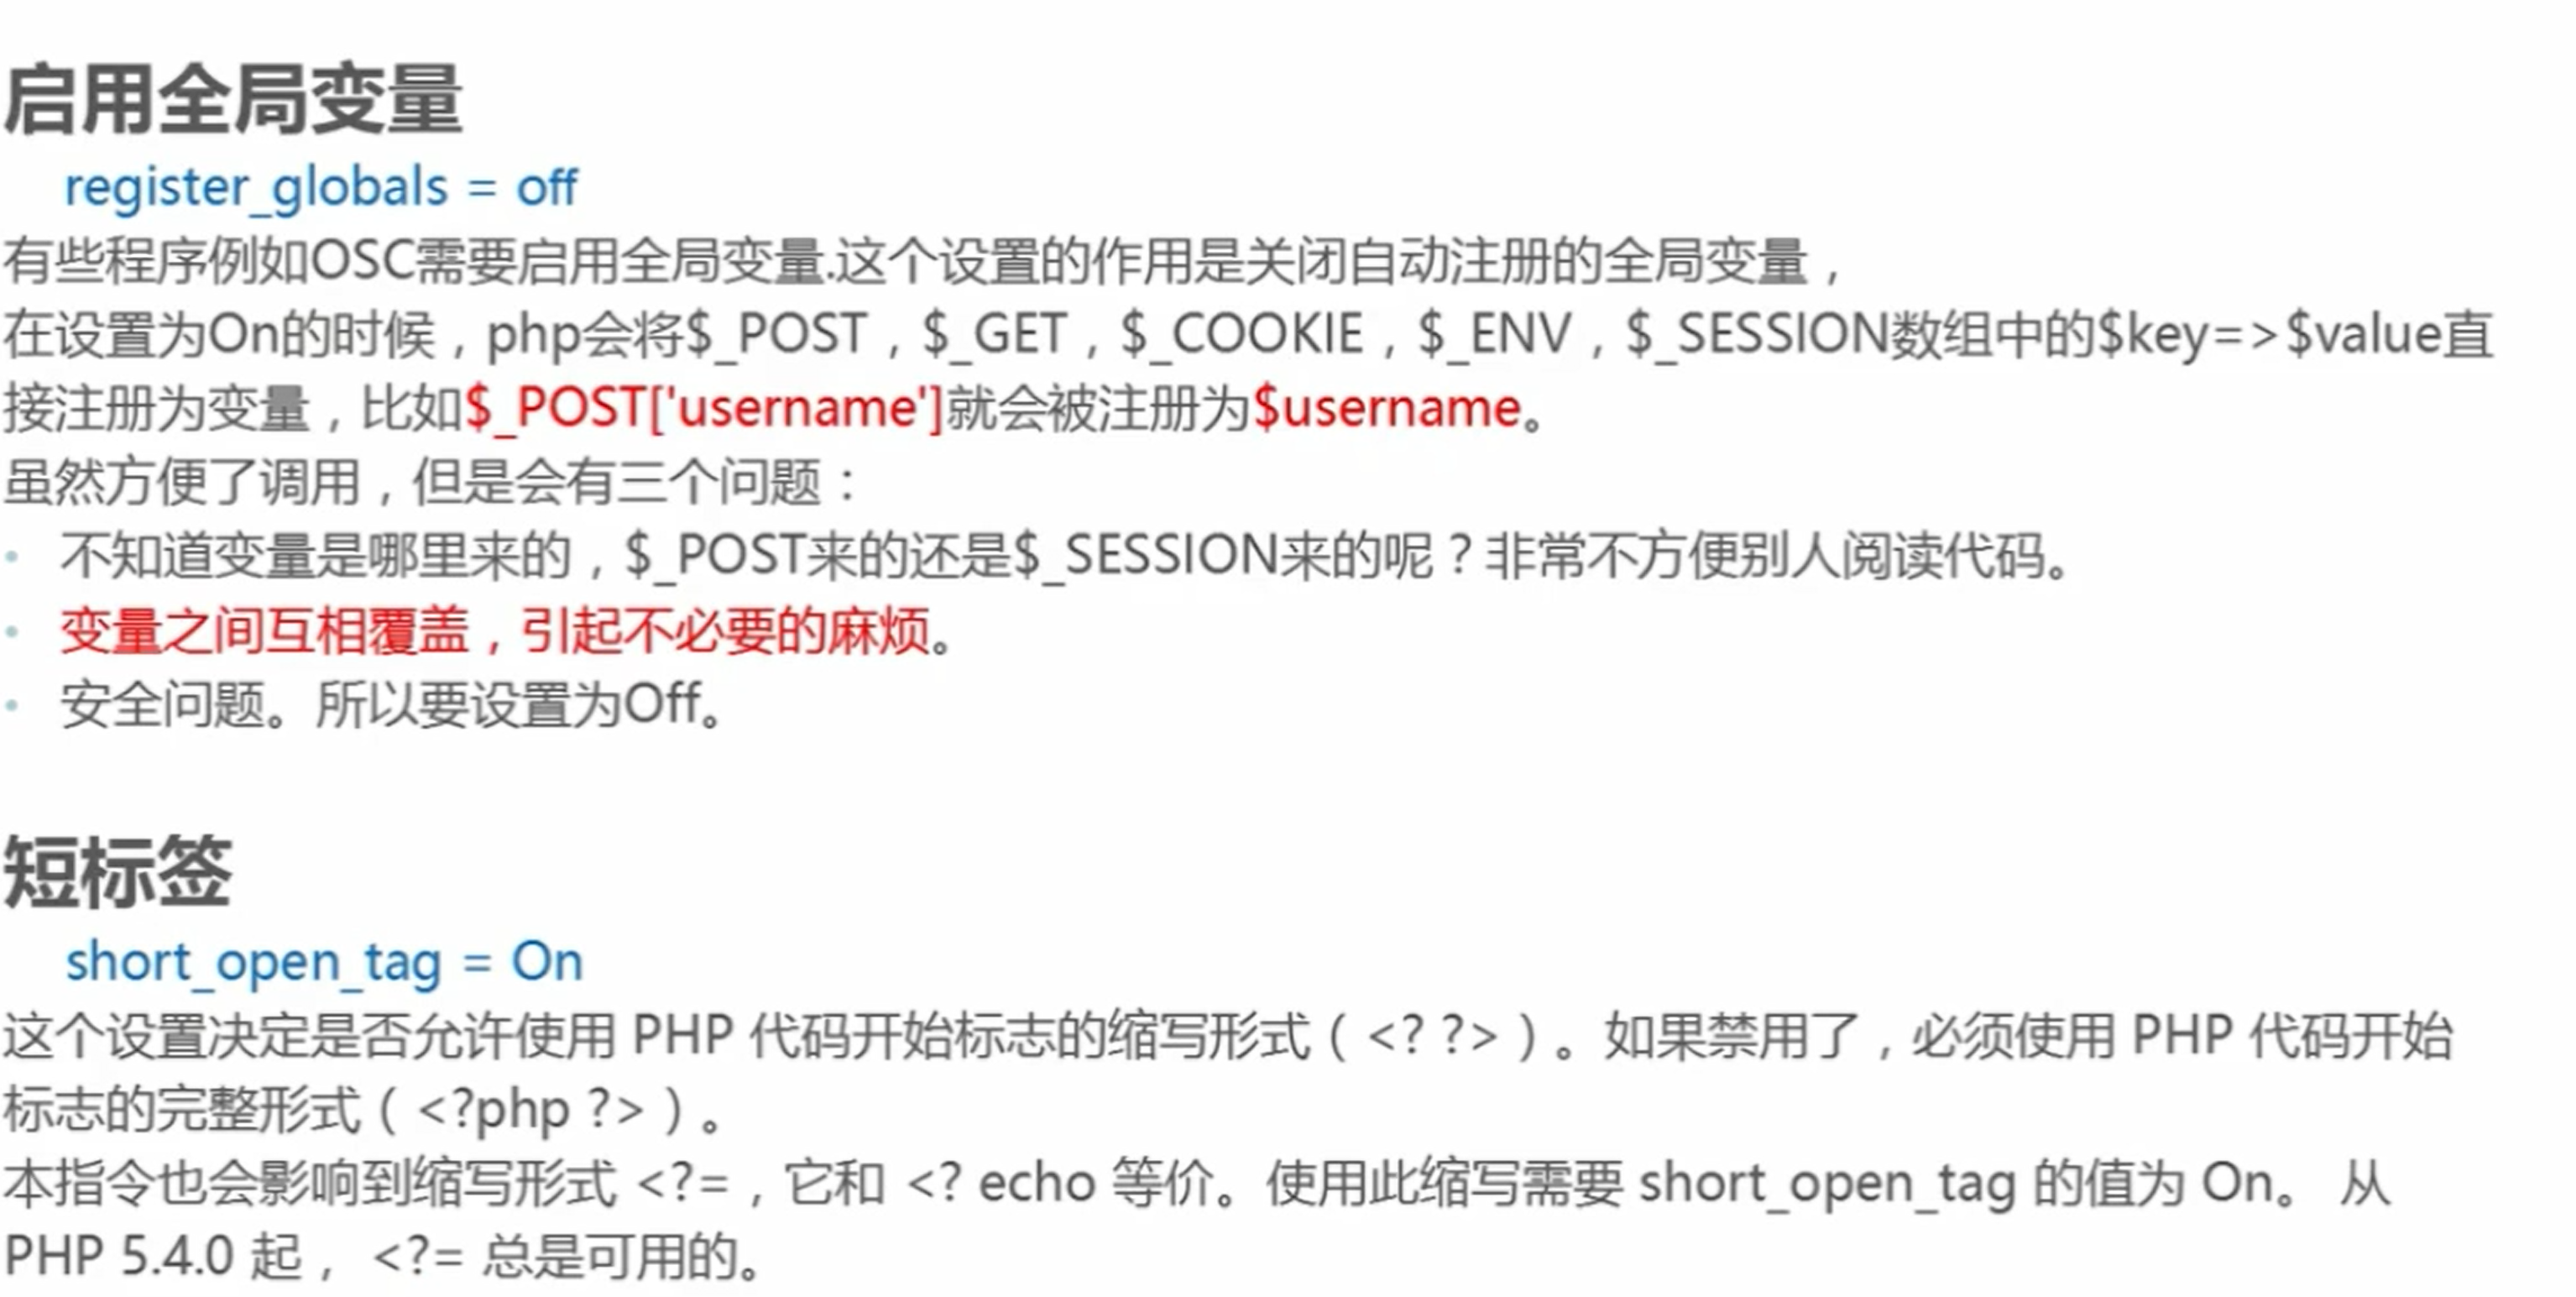 启用全局变量
register_globals = off
有些程序例如OSC需要启用全局变量.这个设置的作用是关闭自动注册的全局变量，
在设置为On的时候，php会将$_POST，$_GET，$_COOKIE，$_ENV，$_SESSION数组中的$key=>$value直
接注册为变量，比如$_POST['username']就会被注册为$username。
虽然方便了调用，但是会有三个问题：
• 不知道变量是哪里来的，$_POST来的还是$_SESSION来的呢？非常不方便别人阅读代码。
• 变量之间互相覆盖，引起不必要的麻烦。
• 安全问题。所以要设置为Off。
短标签
short_open_tag = On
这个设置决定是否允许使用 PHP 代码开始标志的缩写形式（ <? ?> ）。如果禁用了，必须使用 PHP 代码开始
标志的完整形式（ <?php ?> ）。
本指令也会影响到缩写形式 <?=，它和 <? echo 等价。使用此缩写需要 short_open_tag 的值为 On。 从
PHP 5.4.0 起， <?= 总是可用的。